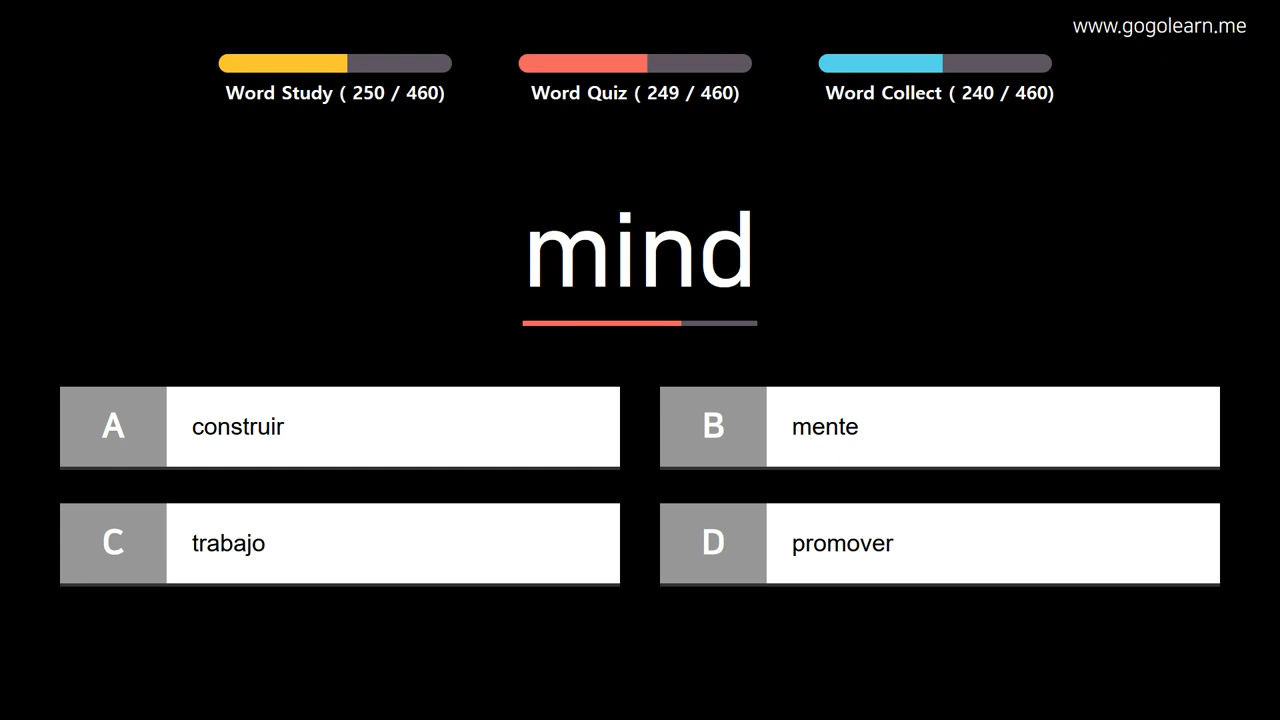 www.gogolearn.me
Word Study ( 250 / 460)
Word Quiz ( 249 / 460)
Word Collect ( 240 / 460)
mind
A
construir
B
mente
C
trabajo
D
promover